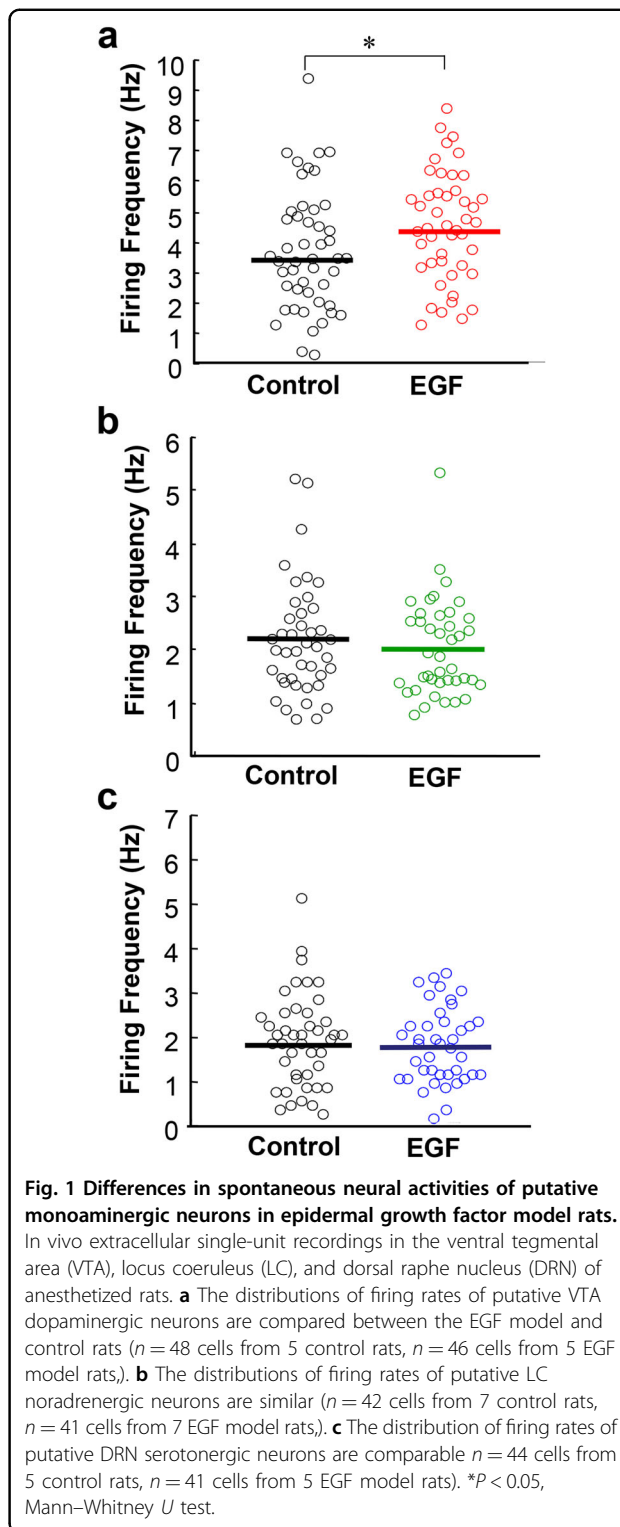 a
*
10
9
8
7
6
5
4
3
2
1
0
Firing Frequency (Hz)
Control EGF
b
6
5
4
3
2
1
0
Firing Frequency (Hz)
Control EGF
c
7
6
5
4
3
2
1
0
Firing Frequency (Hz)
Control EGF
Fig. 1 Differences in spontaneous neural activities of putative
monoaminergic neurons in epidermal growth factor model rats.
In vivo extracellular single-unit recordings in the ventral tegmental
area (VTA), locus coeruleus (LC), and dorsal raphe nucleus (DRN) of
anesthetized rats. a The distributions of firing rates of putative VTA
dopaminergic neurons are compared between the EGF model and
control rats (n = 48 cells from 5 control rats, n = 46 cells from 5 EGF
model rats,). b The distributions of firing rates of putative LC
noradrenergic neurons are similar (n = 42 cells from 7 control rats,
n = 41 cells from 7 EGF model rats,). c The distribution of firing rates of
putative DRN serotonergic neurons are comparable n = 44 cells from
5 control rats, n = 41 cells from 5 EGF model rats). *P < 0.05,
Mann–Whitney U test.